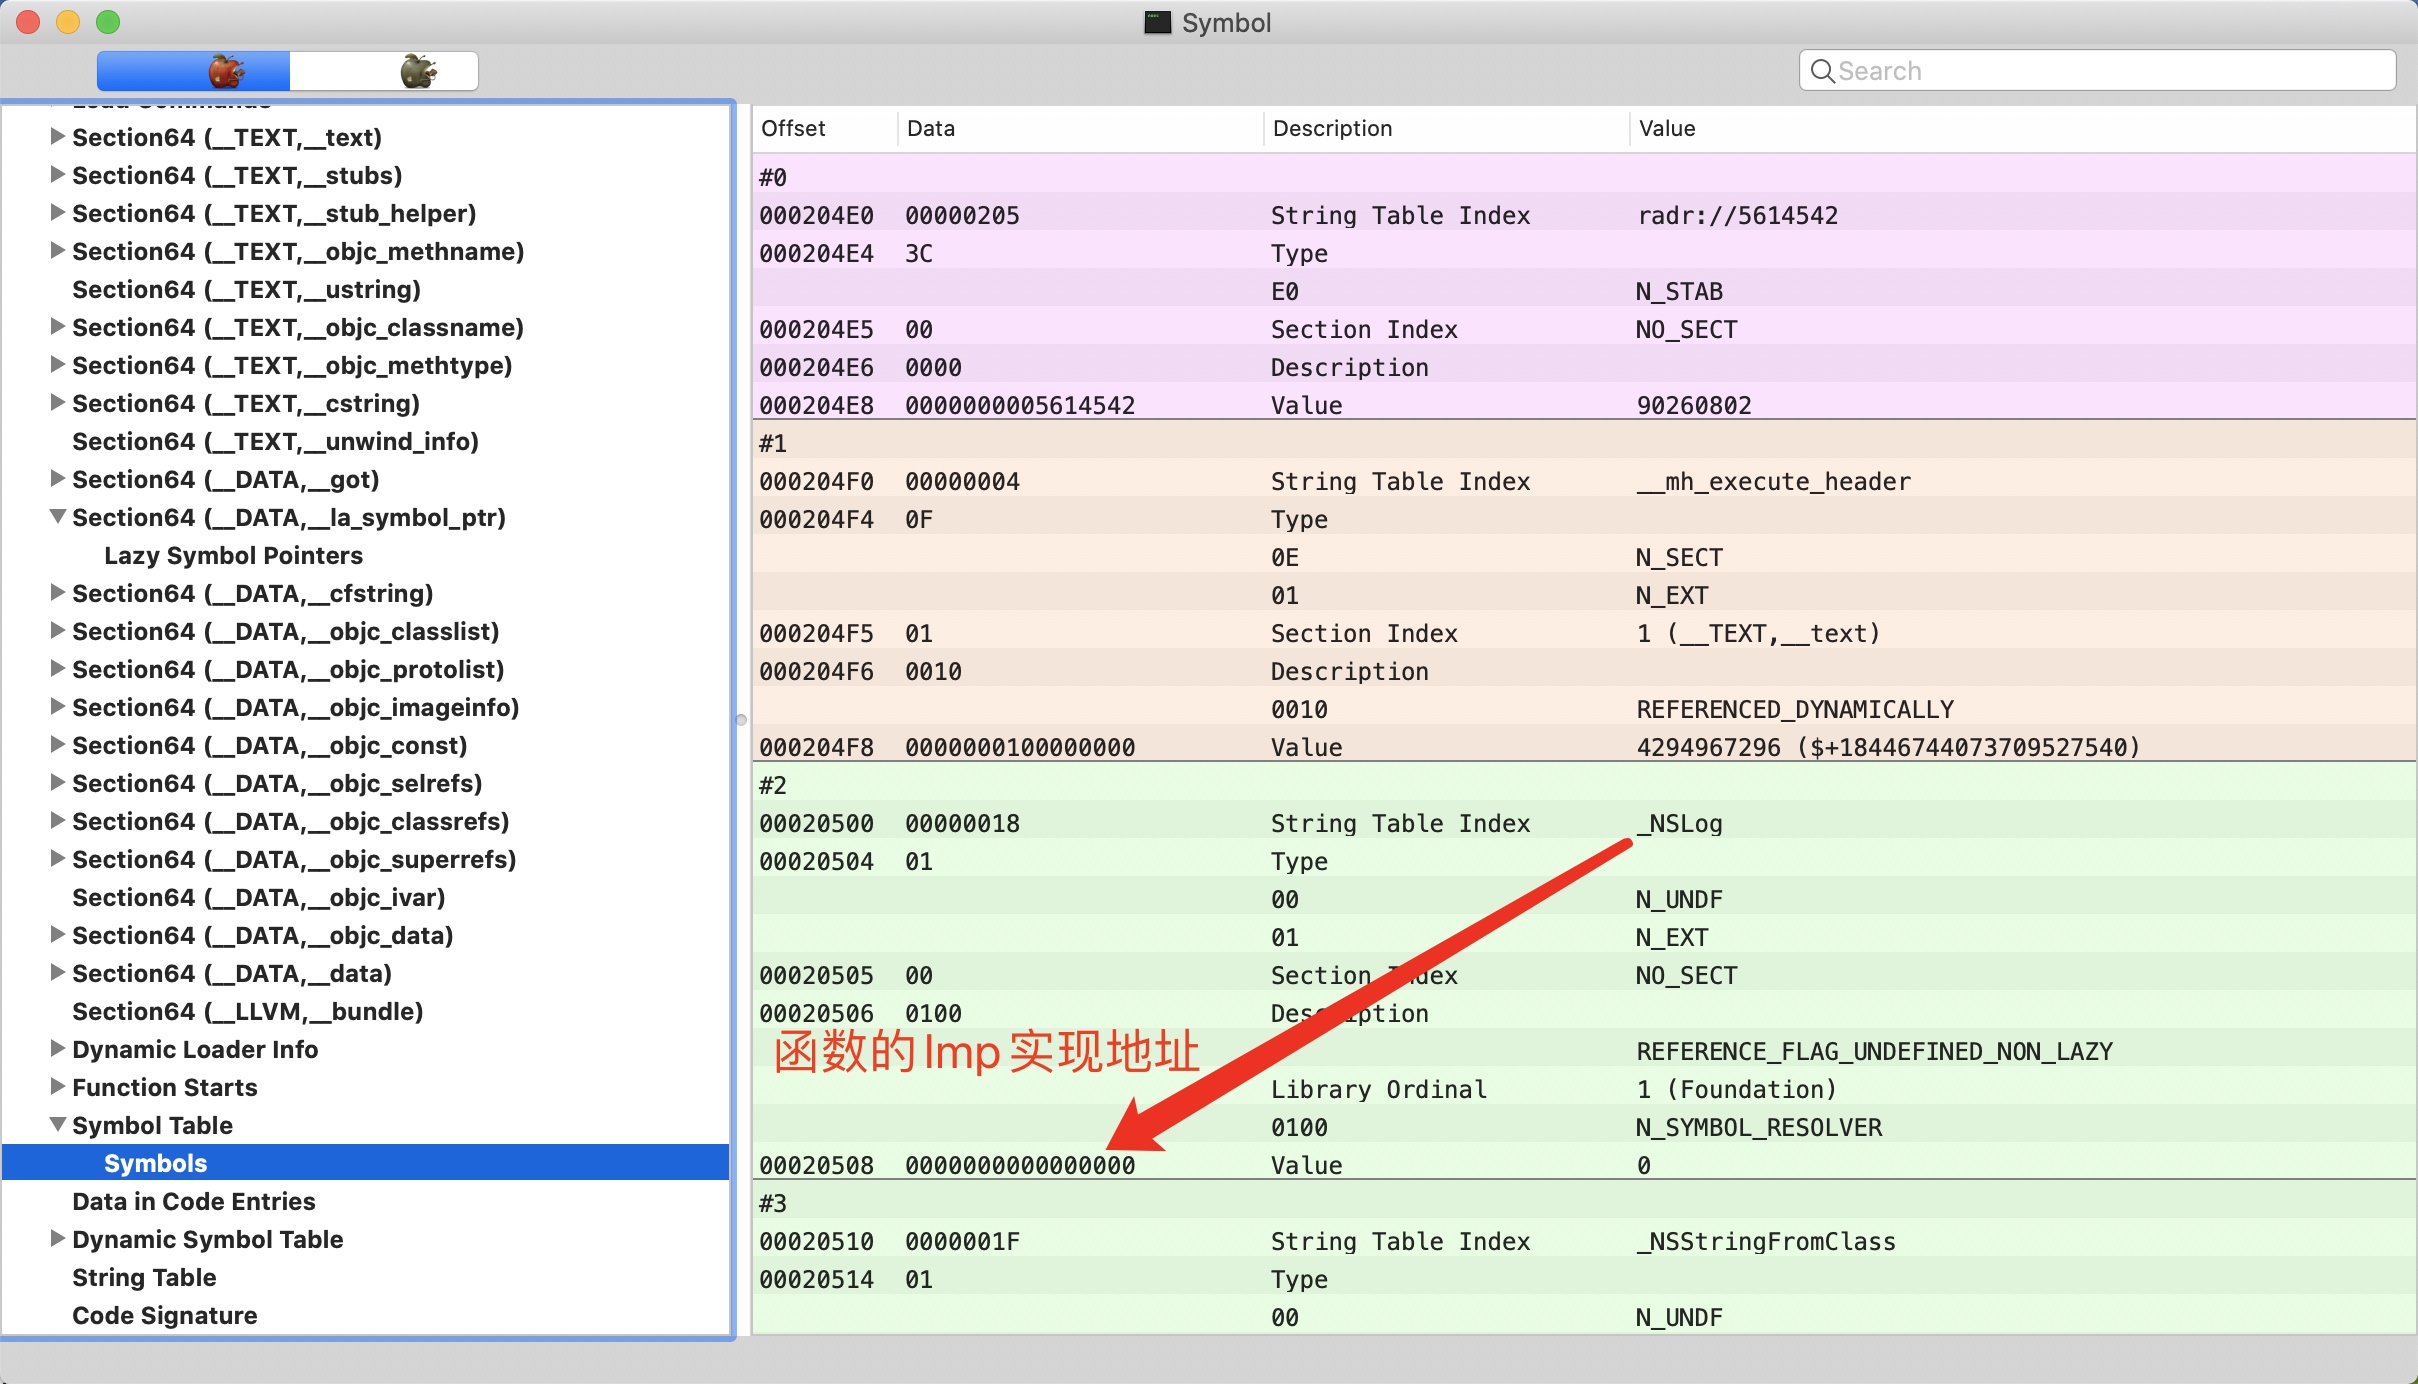 Symbol
Search
Load Commands
Section64 (__TEXT,__text)
Section64 (__TEXT,__stubs)
Section64 (__TEXT,__stub_helper)
Section64 (__TEXT,__objc_methname)
Section64 (__TEXT,__ustring)
Section64 (__TEXT,__objc_classname)
Section64 (__TEXT,__objc_methtype)
Section64 (__TEXT,__cstring)
Section64 (__TEXT,__unwind_info)
Section64 (__DATA,__got)
Section64 (__DATA,__la_symbol_ptr)
Lazy Symbol Pointers
Section64 (__DATA,__cfstring)
Section64 (__DATA,__objc_classlist)
Section64 (__DATA,__objc_protolist)
Section64 (__DATA,__objc_imageinfo)
Section64 (__DATA,__objc_const)
Section64 (__DATA,__objc_selrefs)
Section64 (__DATA,__objc_classrefs)
Section64 (__DATA,__objc_superrefs)
Section64 (__DATA,__objc_ivar)
Section64 (__DATA,__objc_data)
Section64 (__DATA,__data)
Section64 (__LLVM,__bundle)
Dynamic Loader Info
Function Starts
Symbol Table
Symbols
Data in Code Entries
Dynamic Symbol Table
String Table
Code Signature
Offset Data Description Value
#0
000204E0 00000205 String Table Index radr://5614542
000204E4 3C Type
E0 N_STAB
000204E5 00 Section Index NO_SECT
000204E6 0000 Description
000204E8 0000000005614542 Value 90260802
#1
000204F0 00000004 String Table Index __mh_execute_header
000204F4 0F Type
0E N_SECT
01 N_EXT
000204F5 01 Section Index 1 (__TEXT,__text)
000204F6 0010 Description
0010 REFERENCED_DYNAMICALLY
000204F8 0000000100000000 Value 4294967296 ($+18446744073709527540)
#2
00020500 00000018 String Table Index _NSLog
00020504 01 Type
00 N_UNDF
01 N_EXT
00020505 00 Section Index NO_SECT
00020506 0100 Description
函数的Imp实现地址
REFERENCE_FLAG_UNDEFINED_NON_LAZY
Library Ordinal 1 (Foundation)
0100 N_SYMBOL_RESOLVER
00020508 0000000000000000 Value 0
#3
00020510 0000001F String Table Index _NSStringFromClass
00020514 01 Type
00 N_UNDF